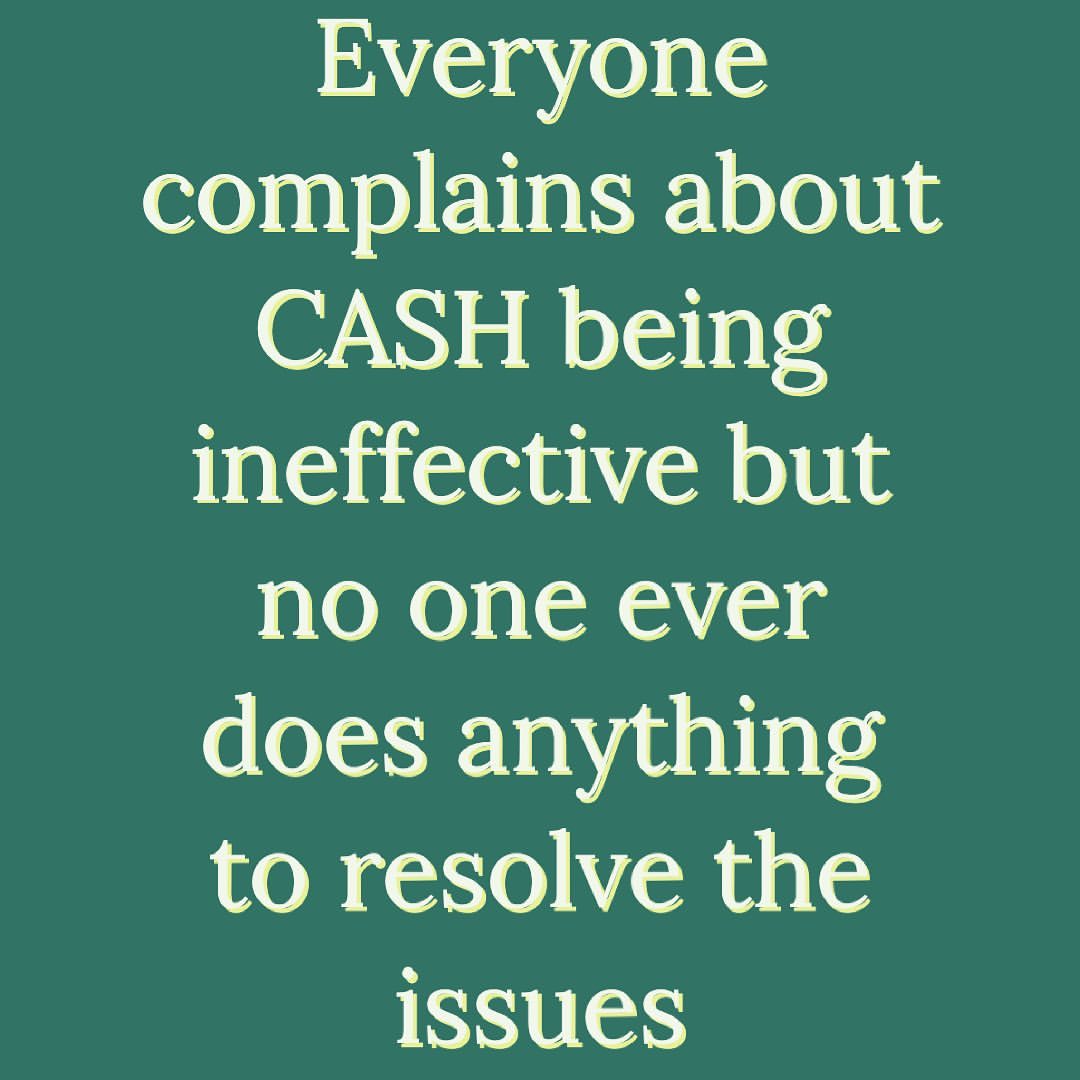 Everyone
complains about
CASH being
ineffective but
no one ever
does anything
to resolve the
issues